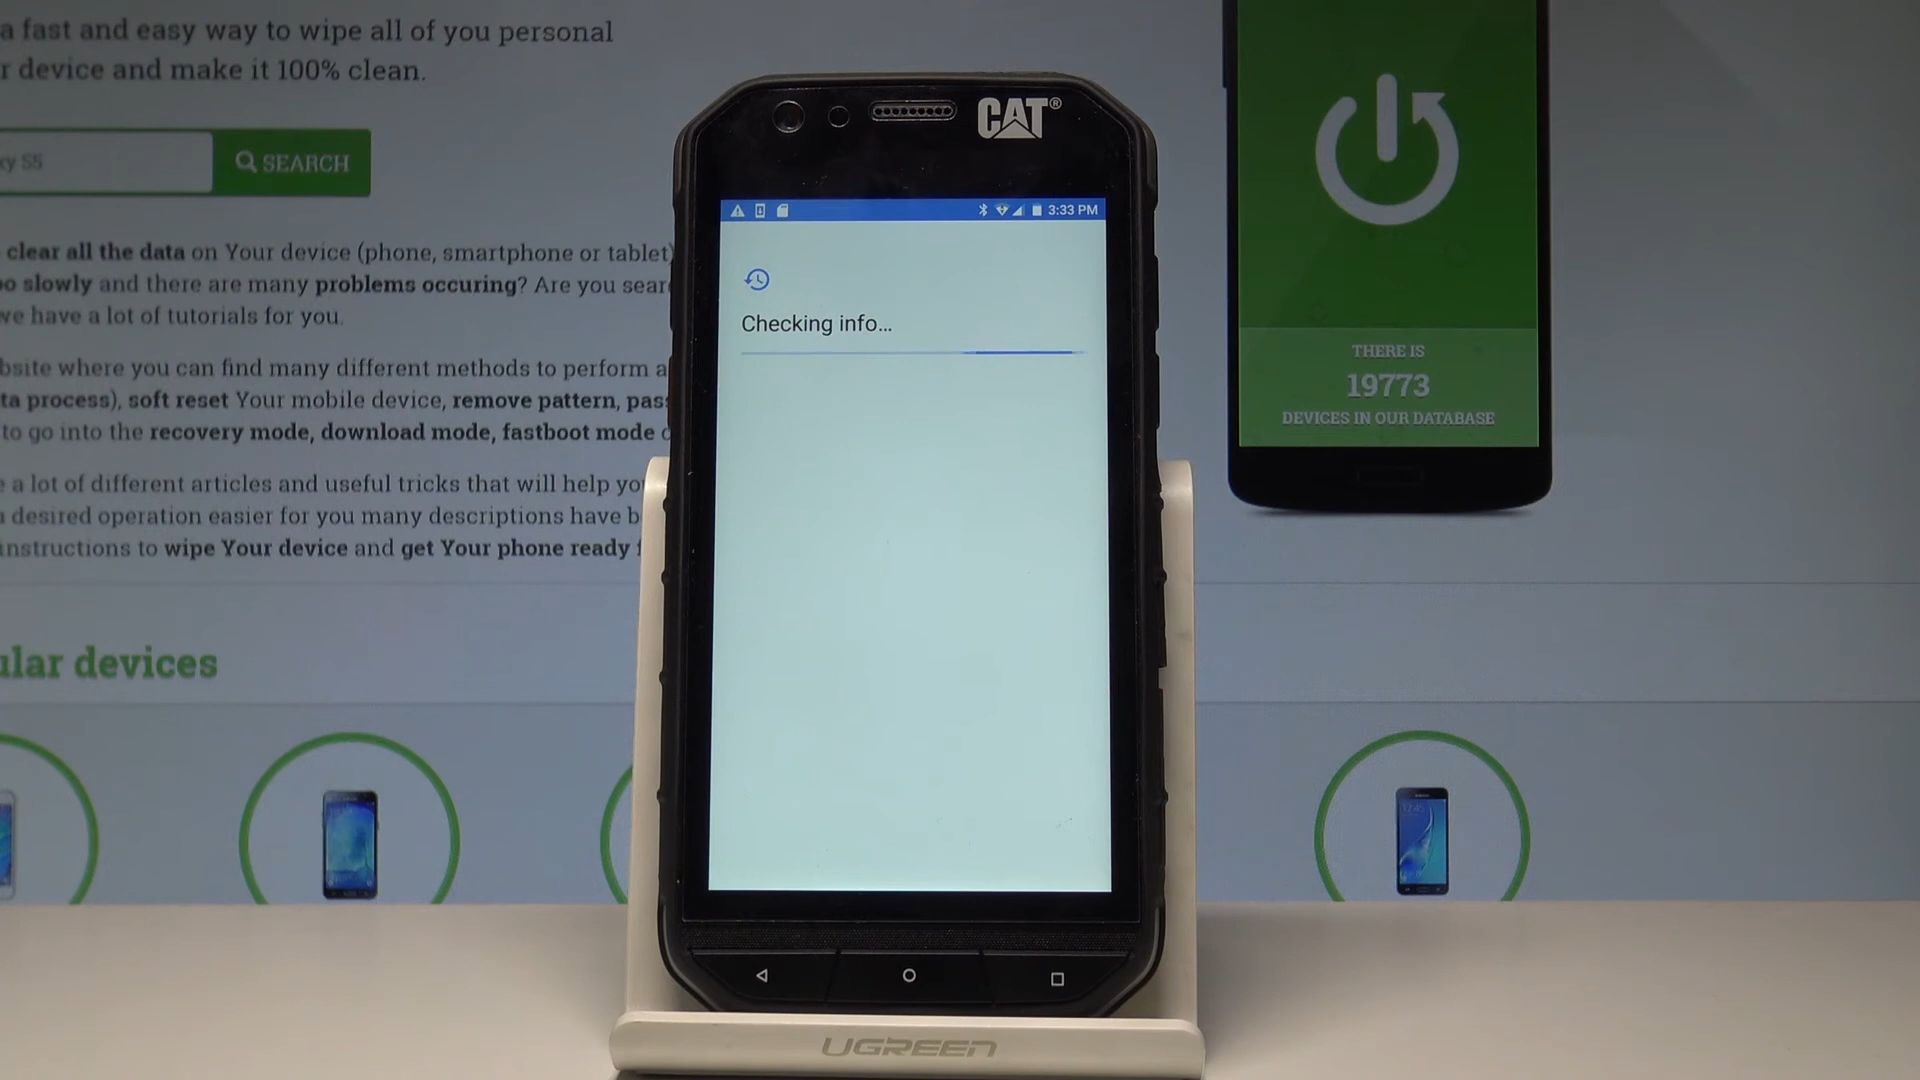 a fast and easy way to wipe all of you personal
r device and make it 100% clean.
xy S5
SEARCH
clear all the data on Your device (phone, smartphone or tablet)
oo slowly and there are many problems occuring? Are you sear
we have a lot of tutorials for you.
bsite where you can find many different methods to perform a
ta process), soft reset Your mobile device, remove pattern, pas
to go into the recovery mode, download mode, fastboot mode o
e a lot of different articles and useful tricks that will help yo
a desired operation easier for you many descriptions have b
instructions to wipe Your device and get Your phone ready f
ular devices
CAT®
3:33 PM
Checking info...
THERE IS
19773
DEVICES IN OUR DATABASE
UGREEN